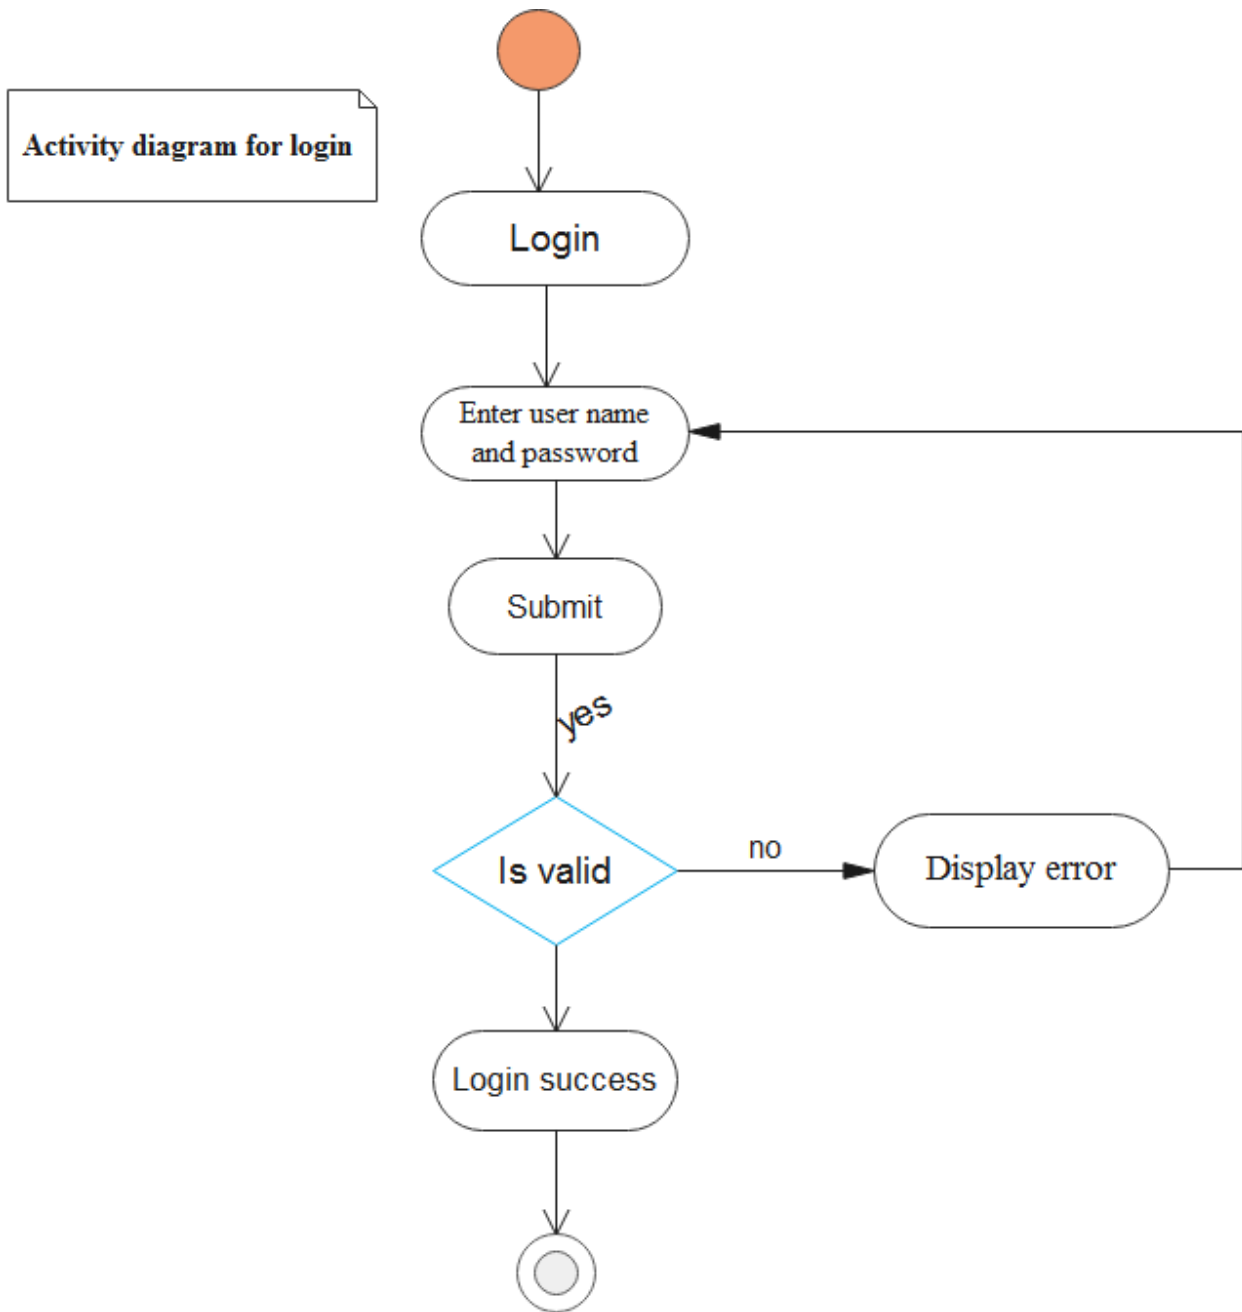 Activity diagram for login
Login
Enter user name
and password
Submit
yes
Is valid
no
Display error
Login success